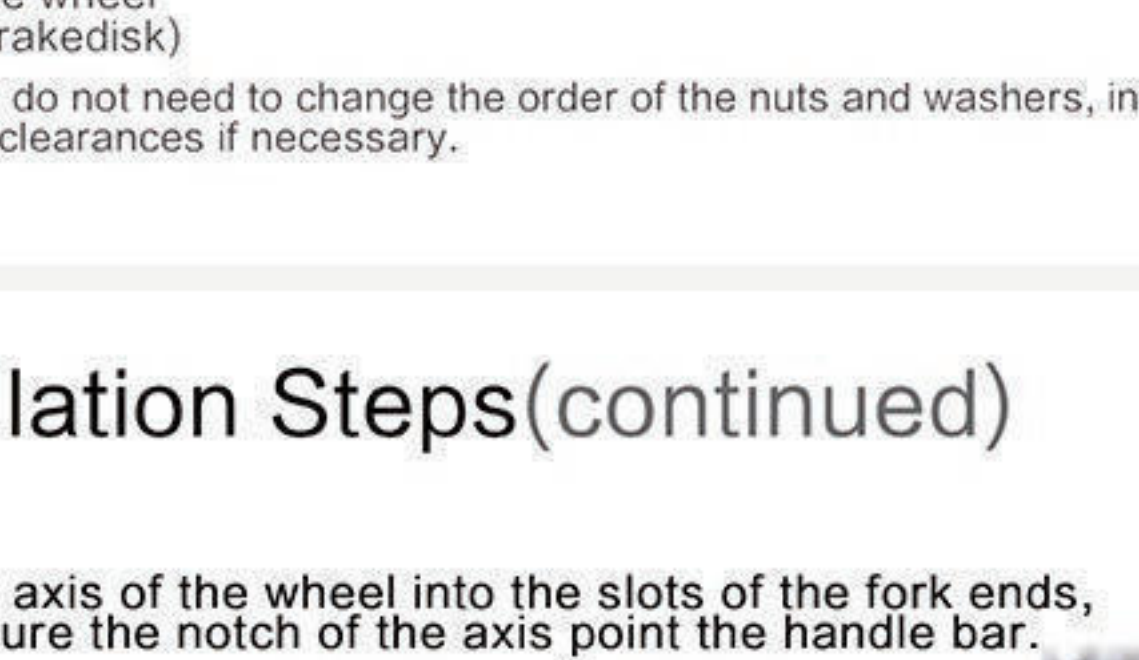 e wheel
rakedisk)
do not need to change the order of the nuts and washers, in
clearances if necessary.
lation Steps(continued)
axis of the wheel into the slots of the fork ends,
ure the notch of the axis point the handle bar.